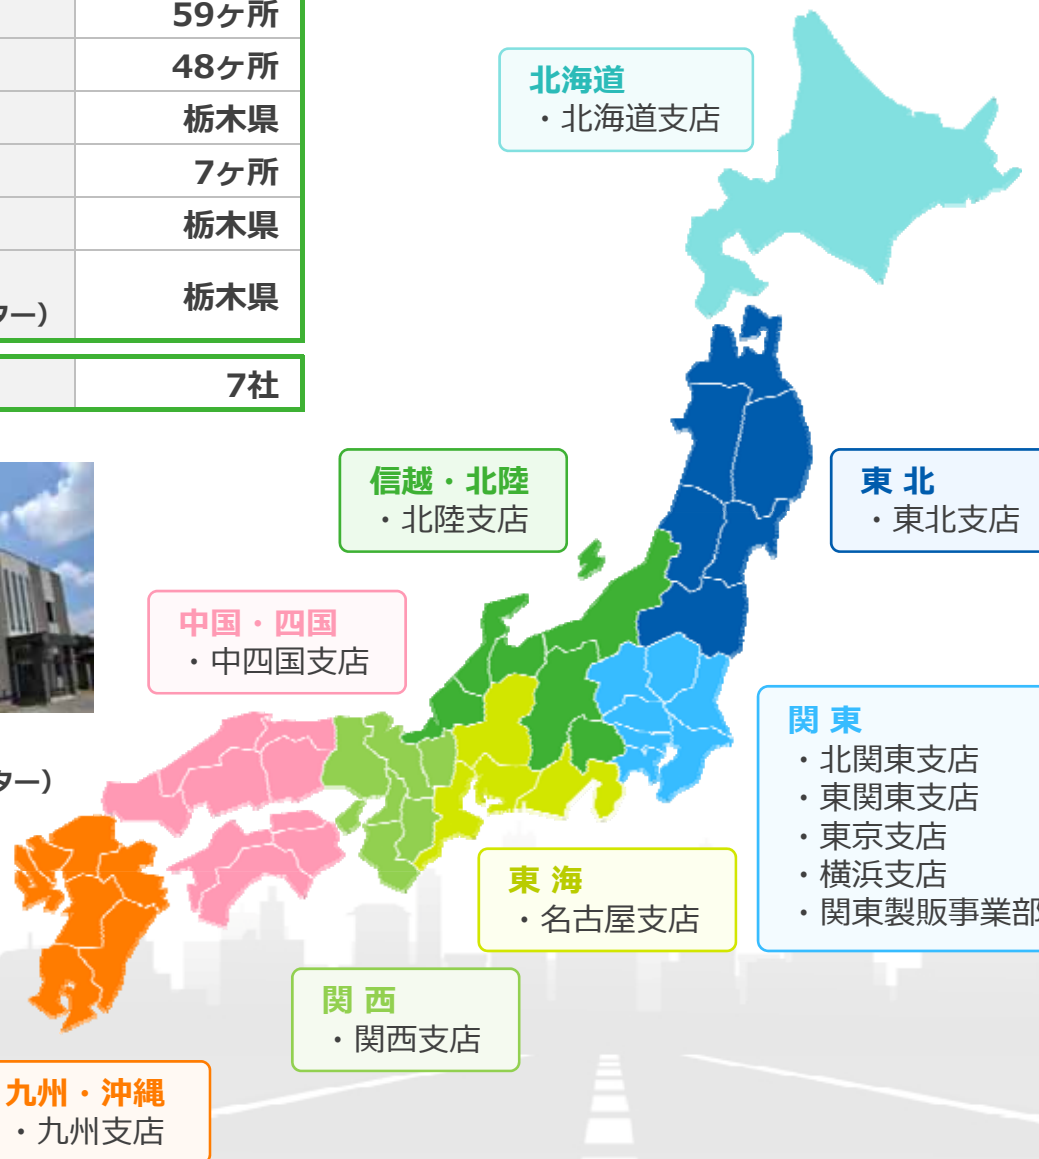 59ヶ所
48ヶ所
栃木県
7ヶ所
栃木県
栃木県
ター）
7社
北海道
・北海道支店
信越・北陸
・北陸支店
東 北
・東北支店
中国・四国
・中四国支店
ター）
関 東
・北関東支店
・東関東支店
・東京支店
・横浜支店
・関東製販事業部
東 海
・名古屋支店
関 西
・関西支店
九州・沖縄
・九州支店